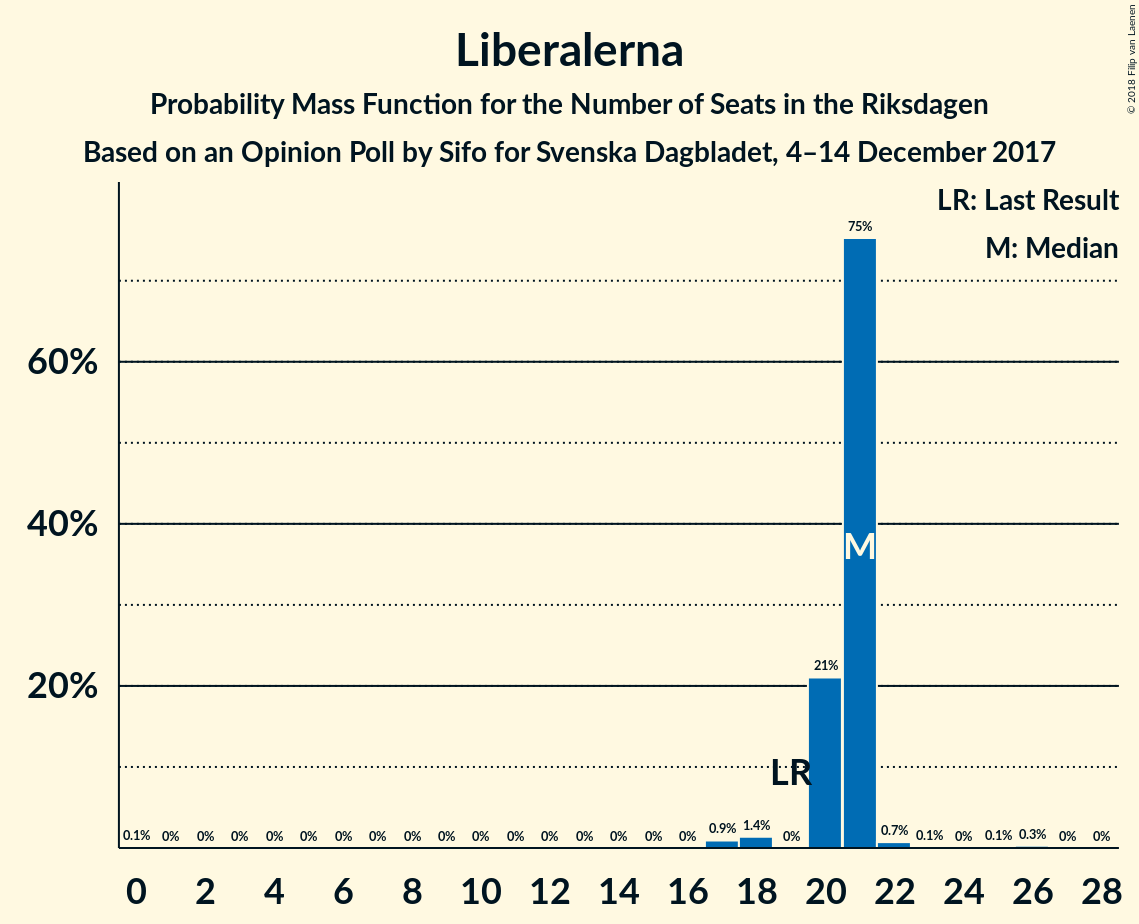 Liberalerna
Probability Mass Function for the Number of Seats in the Riksdagen
Based on an Opinion Poll by Sifo for Svenska Dagbladet, 4–14 December 2017
© 2018 Filip van Laenen
LR: Last Result
M: Median
75%
60%
40%
M
21%
20%
LR
0.1% 0% 0% 0% 0% 0% 0% 0% 0% 0% 0% 0% 0% 0% 0% 0% 0% 0.9% 1.4% 0% 0.7% 0.1% 0% 0.1% 0.3% 0% 0%
0 2 4 6 8 10 12 14 16 18 20 22 24 26 28